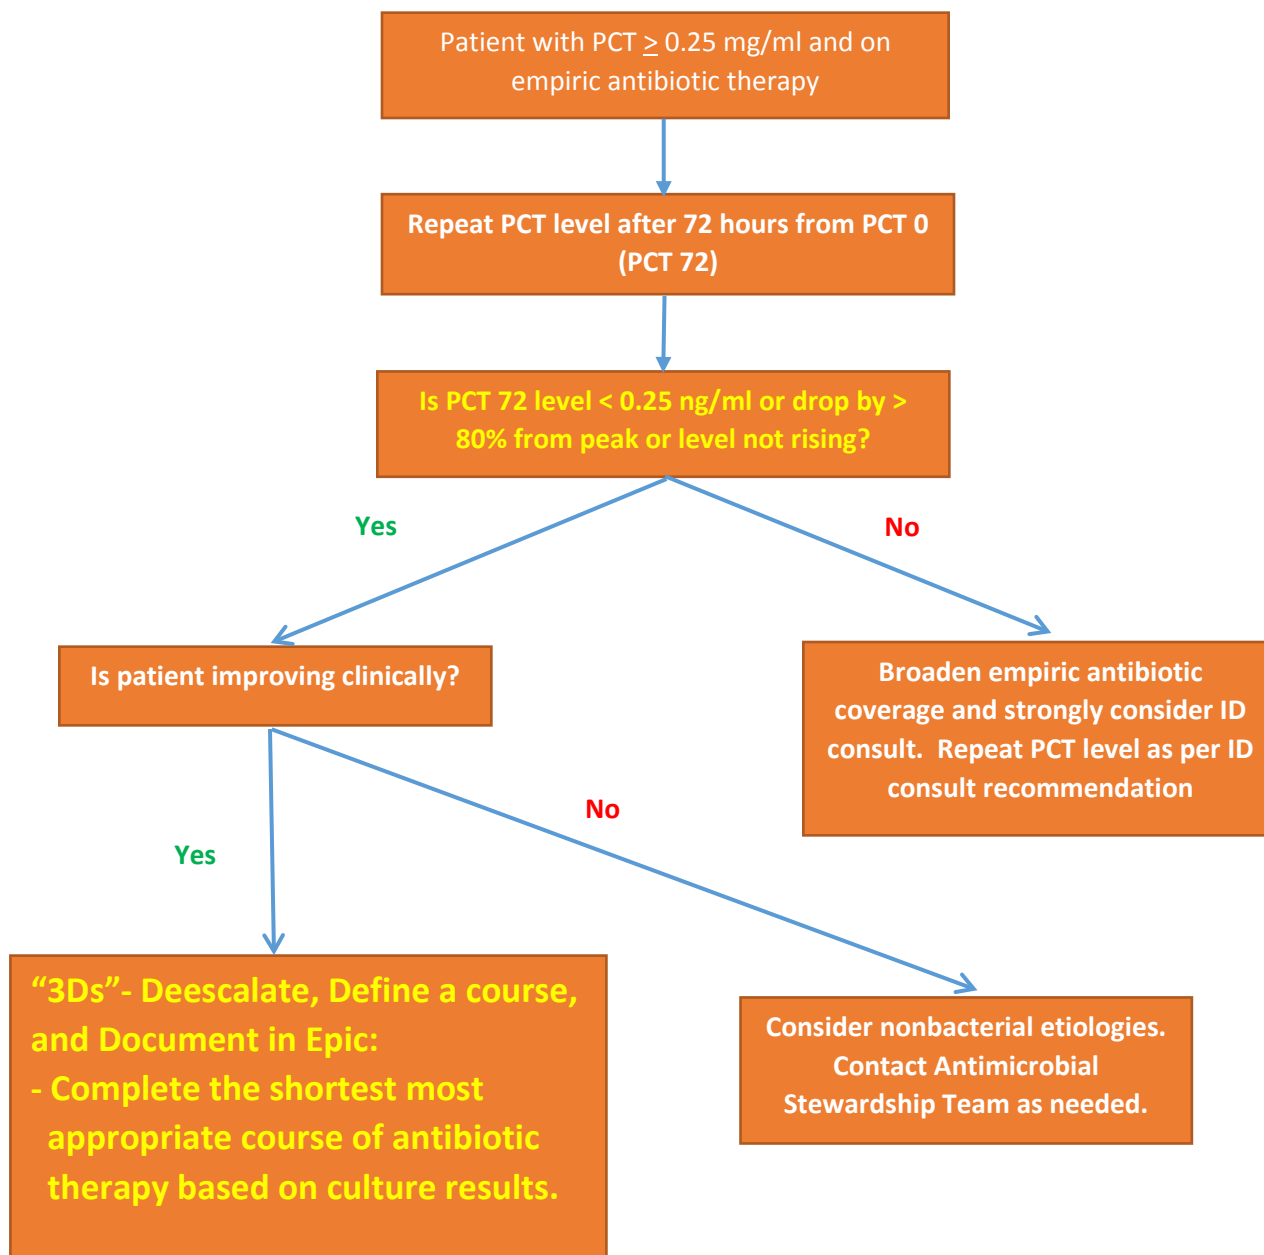 Patient with PCT ≥ 0.25 mg/ml and on
empiric antibiotic therapy
Repeat PCT level after 72 hours from PCT 0
(PCT 72)
Is PCT 72 level < 0.25 ng/ml or drop by >
80% from peak or level not rising?
Yes
No
Is patient improving clinically?
Broaden empiric antibiotic
coverage and strongly consider ID
consult.  Repeat PCT level as per ID
consult recommendation
No
Yes
“3Ds”- Deescalate, Define a course,
and Document in Epic:
- Complete the shortest most
appropriate course of antibiotic
therapy based on culture results.
Consider nonbacterial etiologies.
Contact Antimicrobial
Stewardship Team as needed.